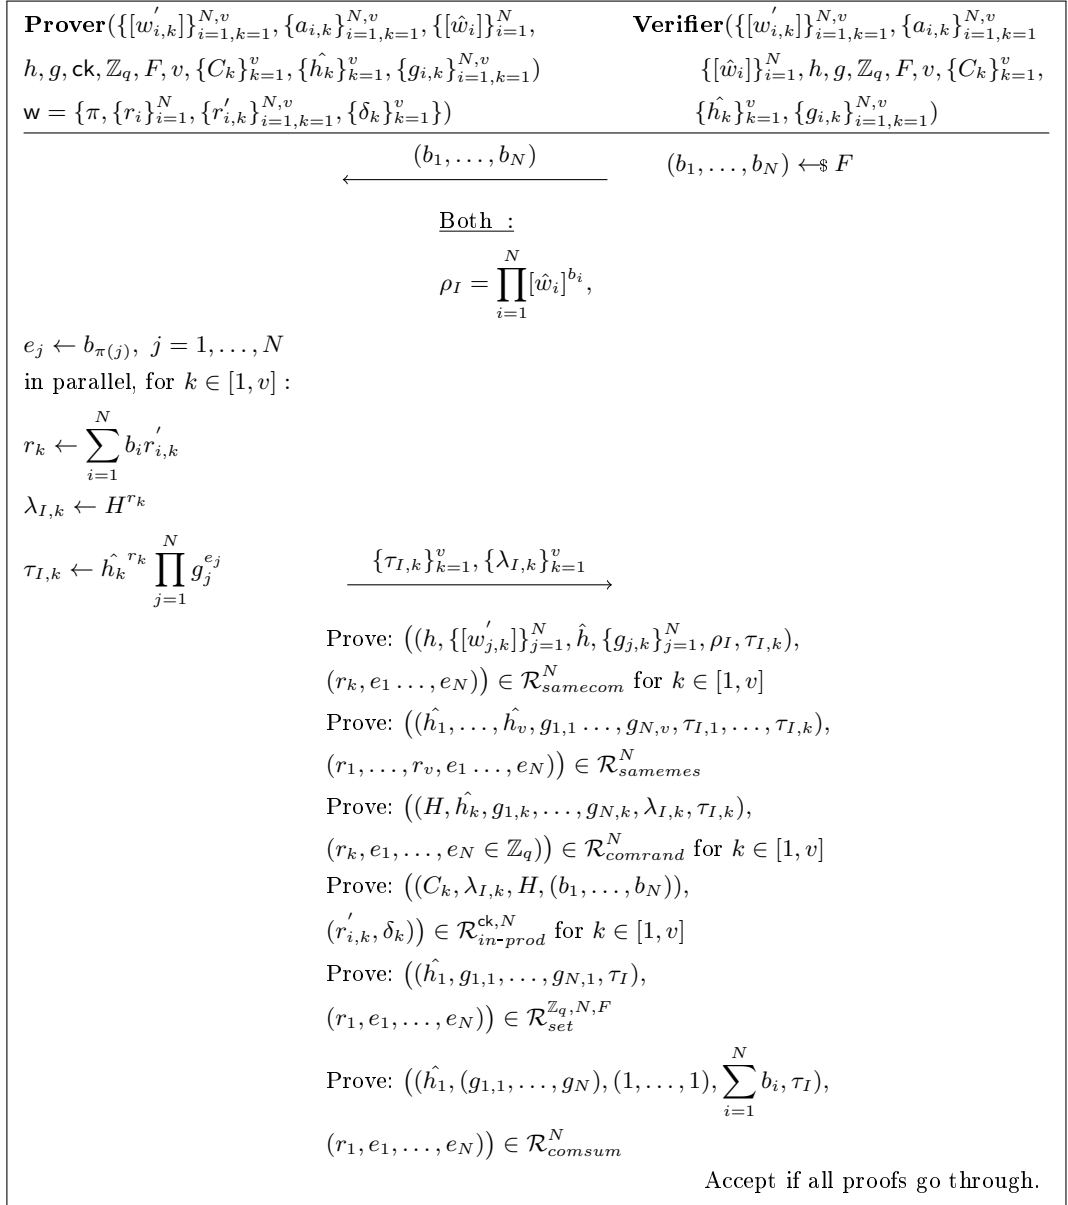 Prover({[w'_{i,k}]}^{N,v}_{i=1,k=1}, {a_{i,k}}^{N,v}_{i=1,k=1}, {[ŵ_i]}^N_{i=1},
h, g, ck, ℤ_q, F, v, {C_k}^v_{k=1}, {ĥ_k}^v_{k=1}, {g_{i,k}}^{N,v}_{i=1,k=1})
w = {π, {r_i}^N_{i=1}, {r'_{i,k}}^{N,v}_{i=1,k=1}, {δ_k}^v_{k=1}})
Verifier({[w'_{i,k}]}^{N,v}_{i=1,k=1}, {a_{i,k}}^{N,v}_{i=1,k=1}
{[ŵ_i]}^N_{i=1}, h, g, ℤ_q, F, v, {C_k}^v_{k=1},
{ĥ_k}^v_{k=1}, {g_{i,k}}^{N,v}_{i=1,k=1})
(b_1, …, b_N)
(b_1, …, b_N) ←$ F
Both :
ρ_I = ∏_{i=1}^N [ŵ_i]^{b_i},
e_j ← b_{π(j)}, j = 1, …, N
in parallel, for k ∈ [1, v] :
r_k ← ∑_{i=1}^N b_i r'_{i,k}
λ_{I,k} ← H^{r_k}
τ_{I,k} ← ĥ_k^{r_k} ∏_{j=1}^N g_j^{e_j}
{τ_{I,k}}^v_{k=1}, {λ_{I,k}}^v_{k=1}
Prove: ((h, {[w'_{j,k}]}^N_{j=1}, ĥ, {g_{j,k}}^N_{j=1}, ρ_I, τ_{I,k}),
(r_k, e_1 …, e_N)) ∈ R^N_{samecom} for k ∈ [1, v]
Prove: ((ĥ_1, …, ĥ_v, g_{1,1} …, g_{N,v}, τ_{I,1}, …, τ_{I,k}),
(r_1, …, r_v, e_1 …, e_N)) ∈ R^N_{samemes}
Prove: ((H, ĥ_k, g_{1,k}, …, g_{N,k}, λ_{I,k}, τ_{I,k}),
(r_k, e_1, …, e_N ∈ ℤ_q)) ∈ R^N_{comrand} for k ∈ [1, v]
Prove: ((C_k, λ_{I,k}, H, (b_1, …, b_N)),
(r'_{i,k}, δ_k)) ∈ R^{ck,N}_{in-prod} for k ∈ [1, v]
Prove: ((ĥ_1, g_{1,1}, …, g_{N,1}, τ_I),
(r_1, e_1, …, e_N)) ∈ R^{ℤ_q,N,F}_{set}
Prove: ((ĥ_1, (g_{1,1}, …, g_N), (1, …, 1), ∑_{i=1}^N b_i, τ_I),
(r_1, e_1, …, e_N)) ∈ R^N_{comsum}
Accept if all proofs go through.